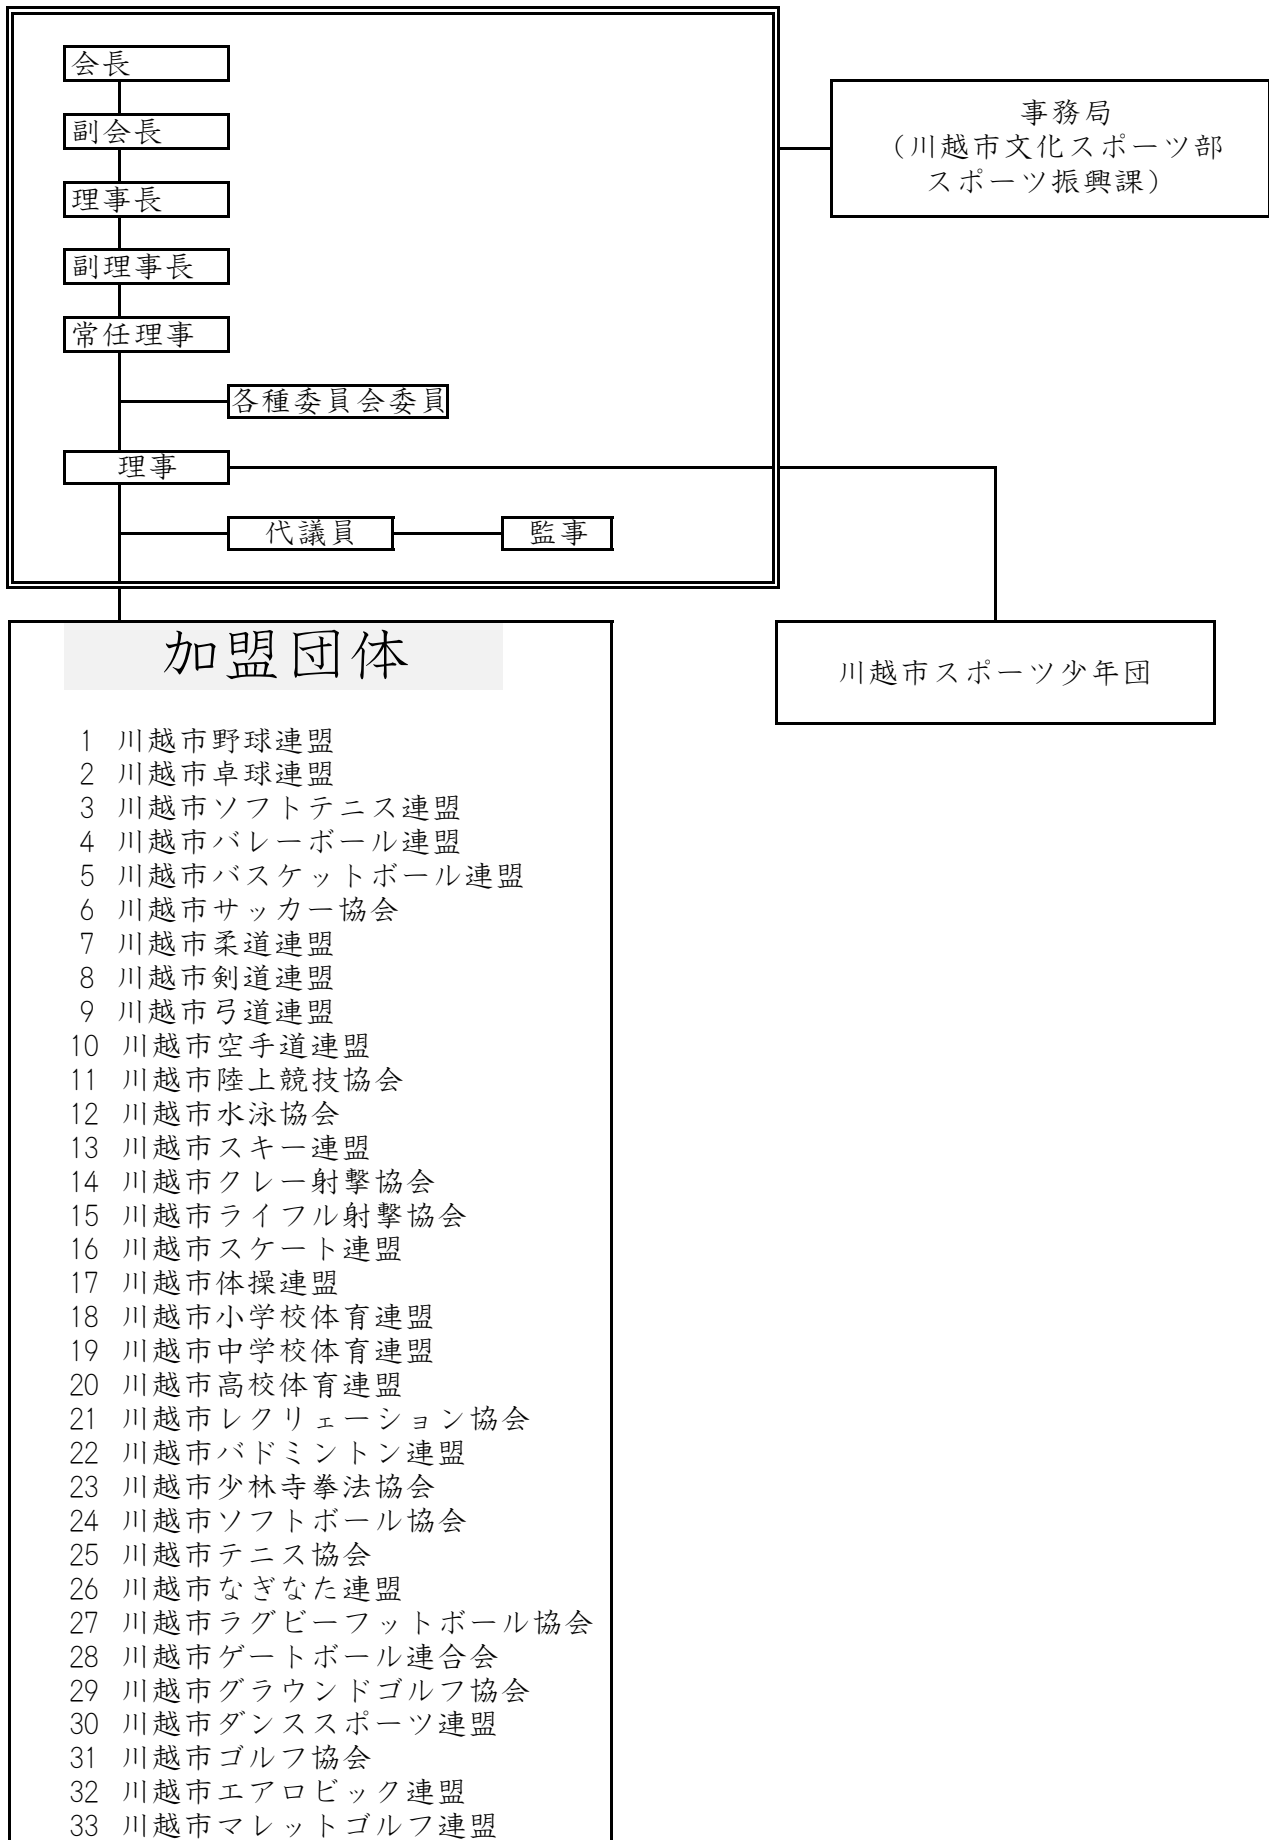 会長
副会長
理事長
副理事長
常任理事
各種委員会委員
理事
代議員
監事
事務局
（川越市文化スポーツ部
スポーツ振興課）
川越市スポーツ少年団
加盟団体
1 川越市野球連盟
2 川越市卓球連盟
3 川越市ソフトテニス連盟
4 川越市バレーボール連盟
5 川越市バスケットボール連盟
6 川越市サッカー協会
7 川越市柔道連盟
8 川越市剣道連盟
9 川越市弓道連盟
10 川越市空手道連盟
11 川越市陸上競技協会
12 川越市水泳協会
13 川越市スキー連盟
14 川越市クレー射撃協会
15 川越市ライフル射撃協会
16 川越市スケート連盟
17 川越市体操連盟
18 川越市小学校体育連盟
19 川越市中学校体育連盟
20 川越市高校体育連盟
21 川越市レクリェーション協会
22 川越市バドミントン連盟
23 川越市少林寺拳法協会
24 川越市ソフトボール協会
25 川越市テニス協会
26 川越市なぎなた連盟
27 川越市ラグビーフットボール協会
28 川越市ゲートボール連合会
29 川越市グラウンドゴルフ協会
30 川越市ダンススポーツ連盟
31 川越市ゴルフ協会
32 川越市エアロビック連盟
33 川越市マレットゴルフ連盟